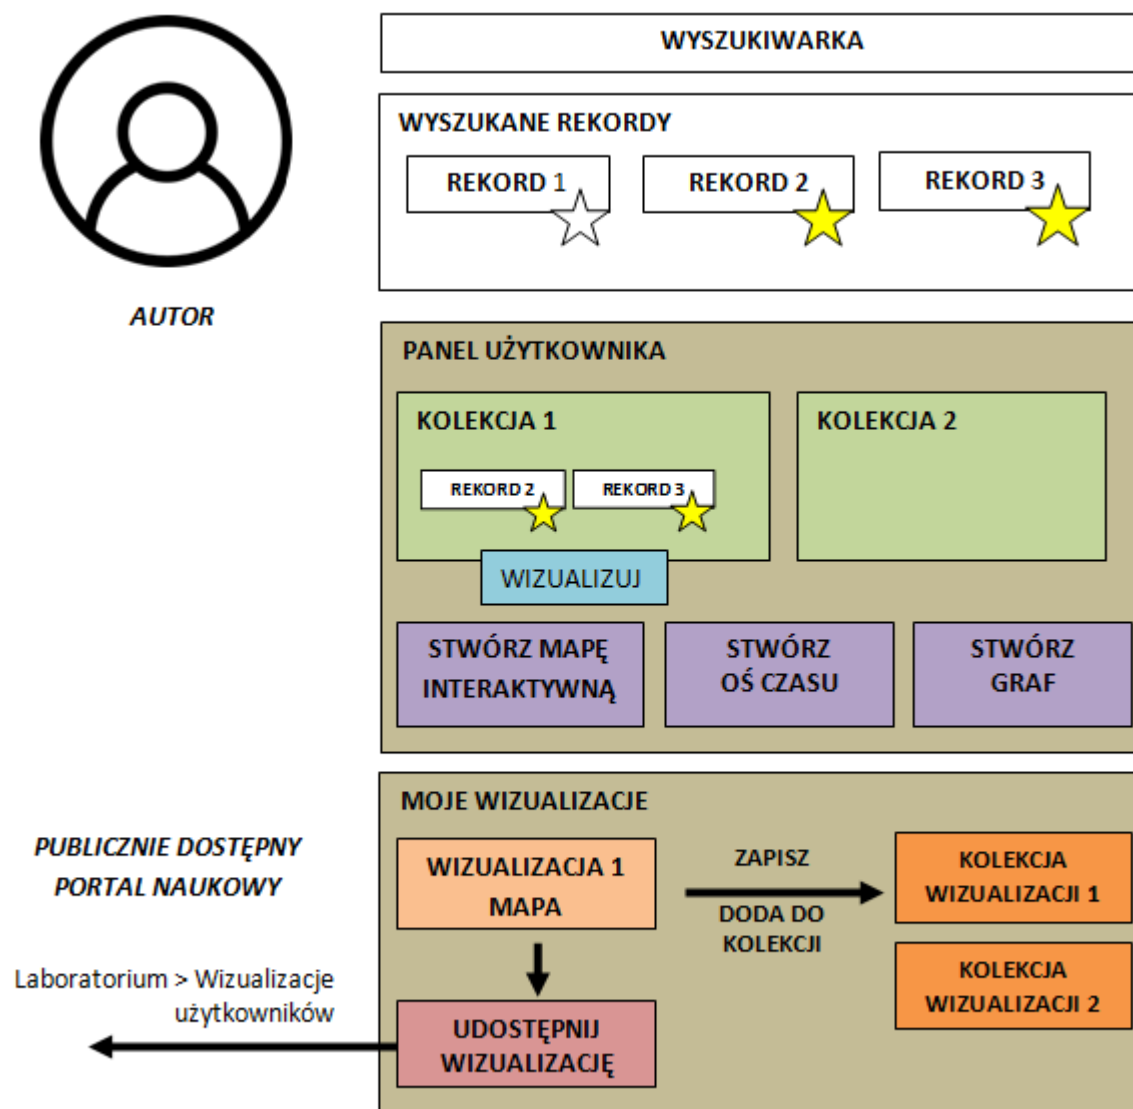 WYSZUKIWARKA
WYSZUKANE REKORDY
REKORD 1
REKORD 2
REKORD 3
AUTOR
PANEL UŻYTKOWNIKA
KOLEKCJA 1
KOLEKCJA 2
REKORD 2
REKORD 3
WIZUALIZUJ
STWÓRZ MAPĘ
INTERAKTYWNĄ
STWÓRZ
OŚ CZASU
STWÓRZ
GRAF
MOJE WIZUALIZACJE
WIZUALIZACJA 1
MAPA
ZAPISZ
DODA DO
KOLEKCJI
KOLEKCJA
WIZUALIZACJI 1
KOLEKCJA
WIZUALIZACJI 2
UDOSTĘPNIJ
WIZUALIZACJĘ
PUBLICZNIE DOSTĘPNY
PORTAL NAUKOWY
Laboratorium > Wizualizacje
użytkowników